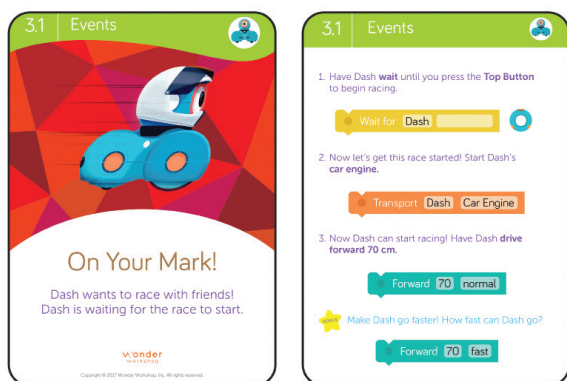 3.1 Events
On Your Mark!
Dash wants to race with friends!
Dash is waiting for the race to start.
wonder
workshop
Copyright © 2017 Wonder Workshop, Inc. All rights reserved.
3.1 Events
1. Have Dash wait until you press the Top Button
to begin racing.
Wait for Dash
2. Now let's get this race started! Start Dash's
car engine.
Transport Dash Car Engine
3. Now Dash can start racing! Have Dash drive
forward 70 cm.
Forward 70 normal
BONUS Make Dash go faster! How fast can Dash go?
Forward 70 fast